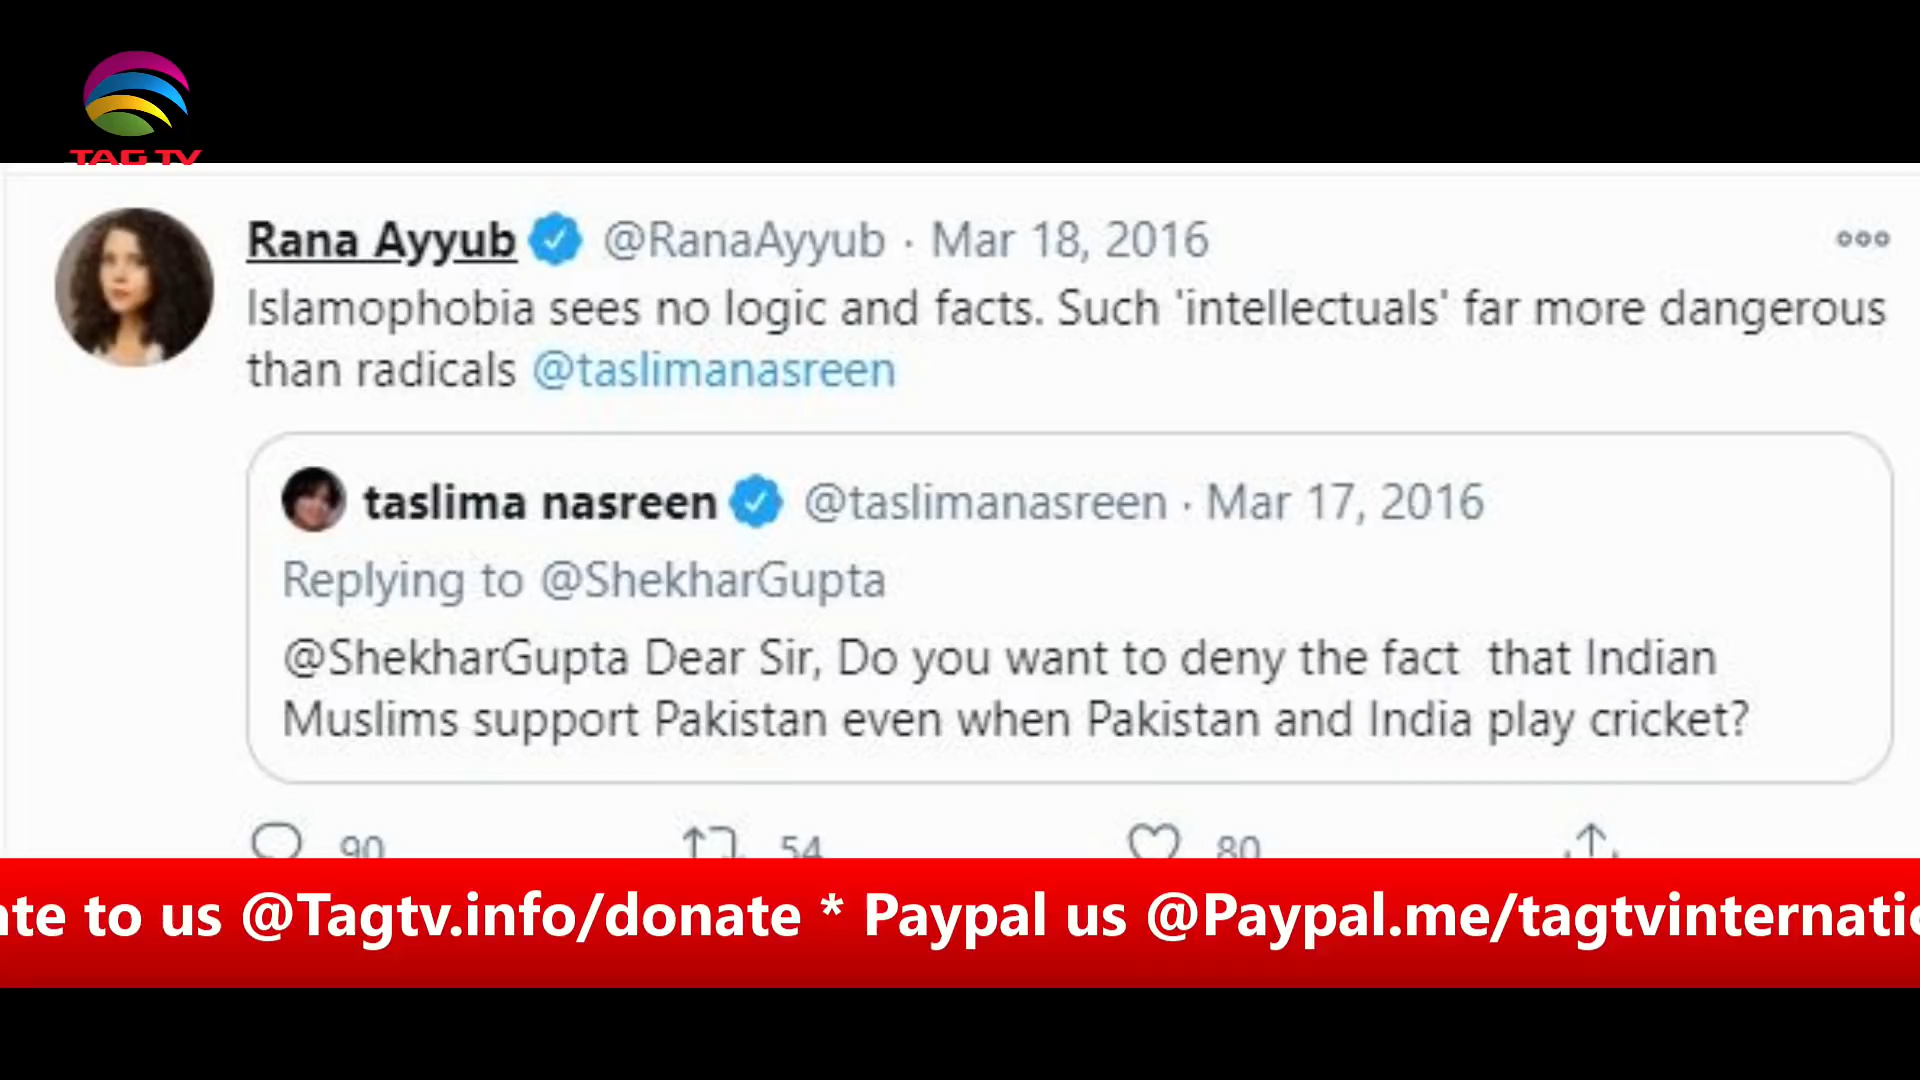 TAG TV
Rana Ayyub @RanaAyyub · Mar 18, 2016
Islamophobia sees no logic and facts. Such 'intellectuals' far more dangerous
than radicals @taslimanasreen
taslima nasreen @taslimanasreen · Mar 17, 2016
Replying to @ShekharGupta
@ShekharGupta Dear Sir, Do you want to deny the fact that Indian
Muslims support Pakistan even when Pakistan and India play cricket?
90 54 80
to us @Tagtv.info/donate * Paypal us @Paypal.me/tagtvinternatio